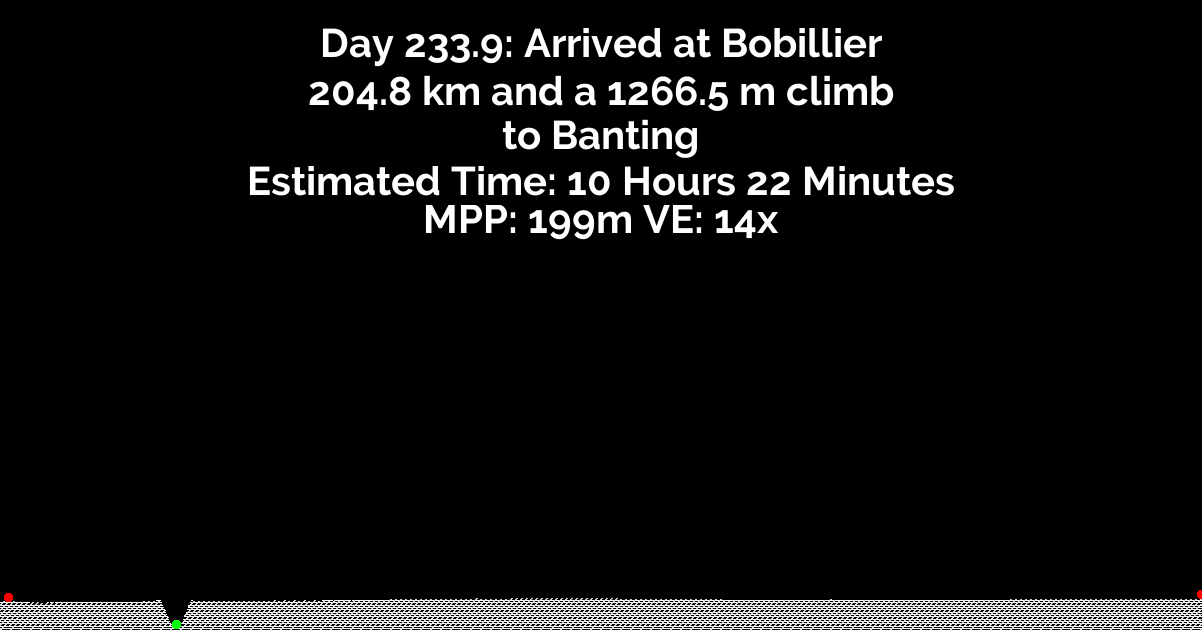 Day 233.9: Arrived at Bobillier
204.8 km and a 1266.5 m climb
to Banting
Estimated Time: 10 Hours 22 Minutes
MPP: 199m VE: 14x